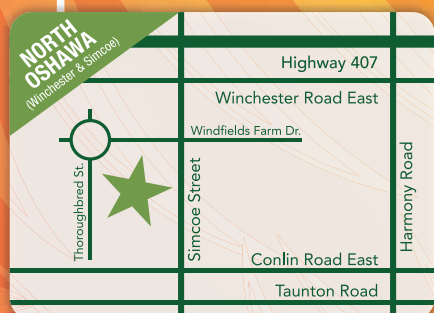 NORTH
OSHAWA
(Winchester & Simcoe)
Highway 407
Winchester Road East
Windfields Farm Dr.
Thoroughbred St.
Simcoe Street
Harmony Road
Conlin Road East
Taunton Road